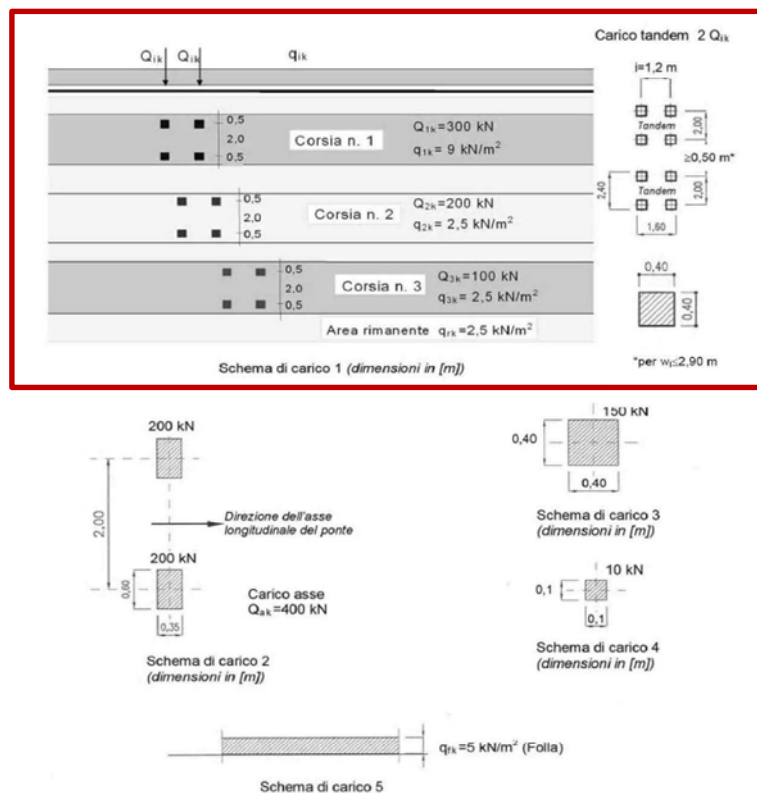 Carico tandem 2 Qik
Qik Qik qik
i=1,2 m
0,5
2,0
0,5
Corsia n. 1
Q1k=300 kN
q1k= 9 kN/m²
Tandem
2,00
≥0,50 m*
0,5
2,0
0,5
Corsia n. 2
Q2k=200 kN
q2k= 2,5 kN/m²
2,40
Tandem
2,00
1,60
0,5
2,0
0,5
Corsia n. 3
Q3k=100 kN
q3k= 2,5 kN/m²
0,40
0,40
Area rimanente qrk=2,5 kN/m²
Schema di carico 1 (dimensioni in [m])
*per wl≤2,90 m
200 kN
2,00
Direzione dell'asse
longitudinale del ponte
200 kN
0,60
0,35
Carico asse
Qak=400 kN
Schema di carico 2
(dimensioni in [m])
150 kN
0,40
0,40
Schema di carico 3
(dimensioni in [m])
10 kN
0,1
0,1
Schema di carico 4
(dimensioni in [m])
qfk=5 kN/m² (Folla)
Schema di carico 5